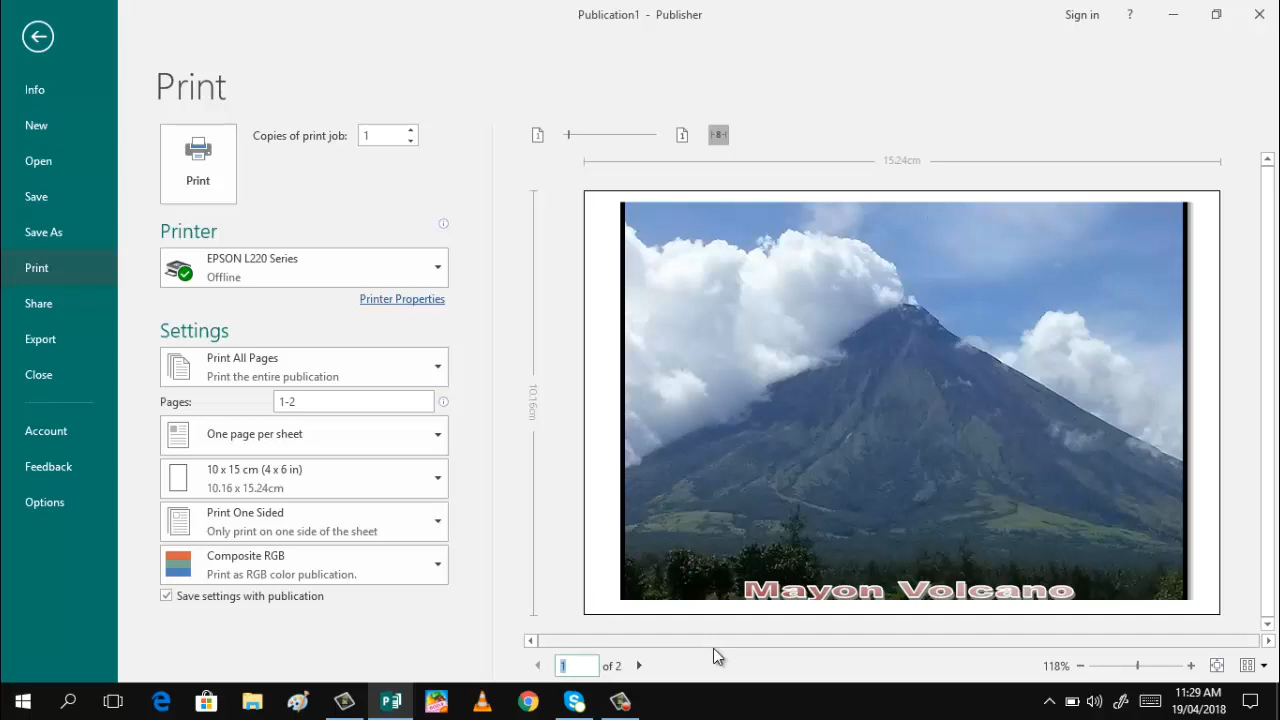 Publication1 - Publisher
Sign in
?
Info
New
Open
Save
Save As
Print
Share
Export
Close
Account
Feedback
Options
Print
Print
Copies of print job:
1
Printer
EPSON L220 Series
Offline
Printer Properties
Settings
Print All Pages
Print the entire publication
Pages:
1-2
One page per sheet
10 x 15 cm (4 x 6 in)
10.16 x 15.24cm
Print One Sided
Only print on one side of the sheet
Composite RGB
Print as RGB color publication.
Save settings with publication
1
1
8
15.24cm
10.16cm
Mayon Volcano
1 of 2
118%
11:29 AM
19/04/2018